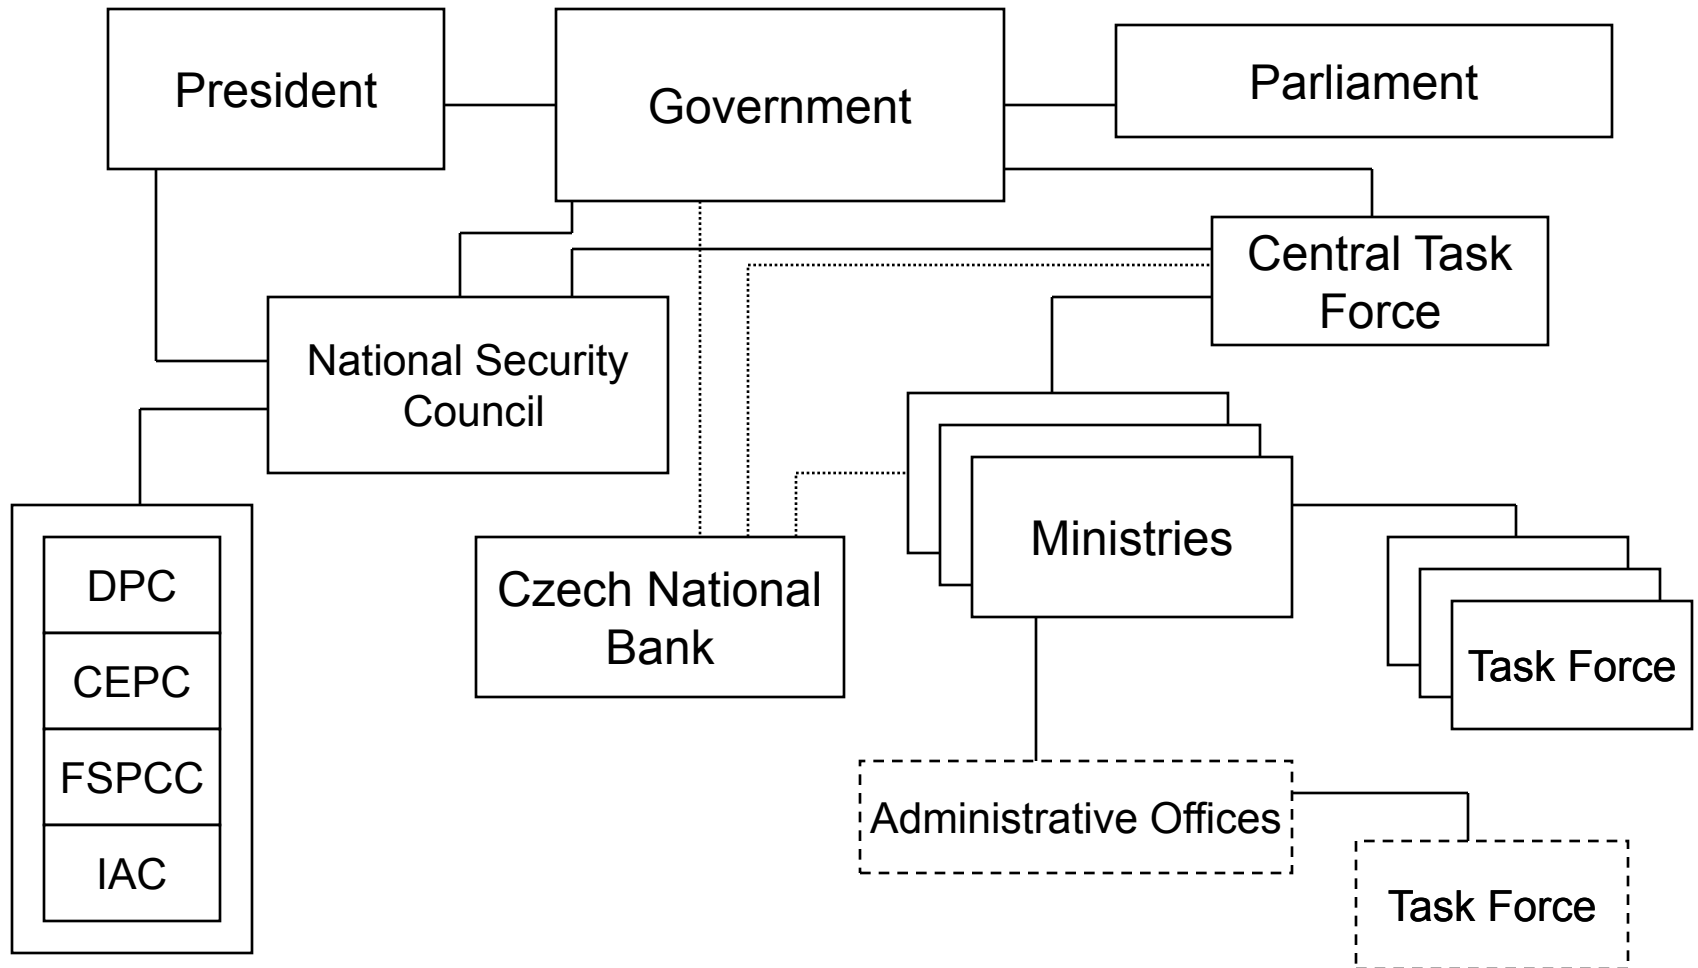 President
Government
Parliament
Central Task
Force
National Security
Council
Ministries
Czech National
Bank
DPC
CEPC
FSPCC
IAC
Task Force
Administrative Offices
Task Force